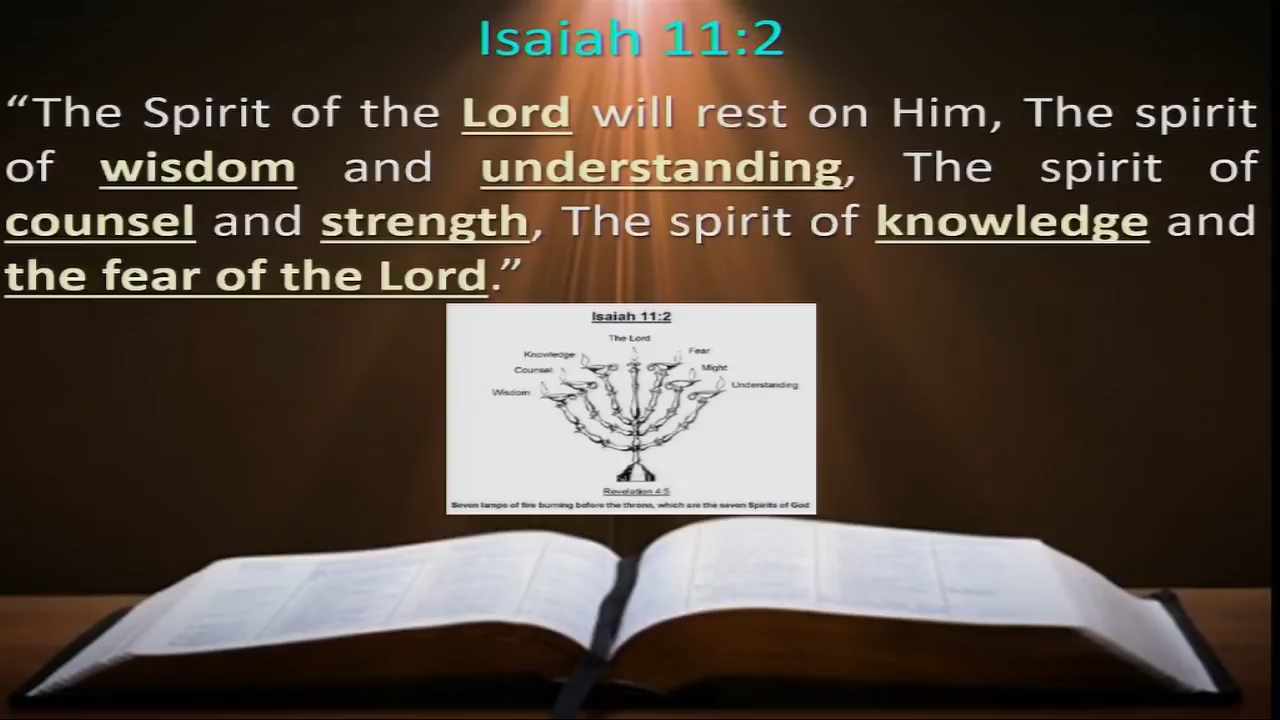 Isaiah 11:2
“The Spirit of the Lord will rest on Him, The spirit
of wisdom and understanding, The spirit of
counsel and strength, The spirit of knowledge and
the fear of the Lord.”
Isaiah 11:2
The Lord
Knowledge
Fear
Counsel
Might
Wisdom
Understanding
Revelation 4:5
Seven lamps of fire burning before the throne, which are the seven Spirits of God